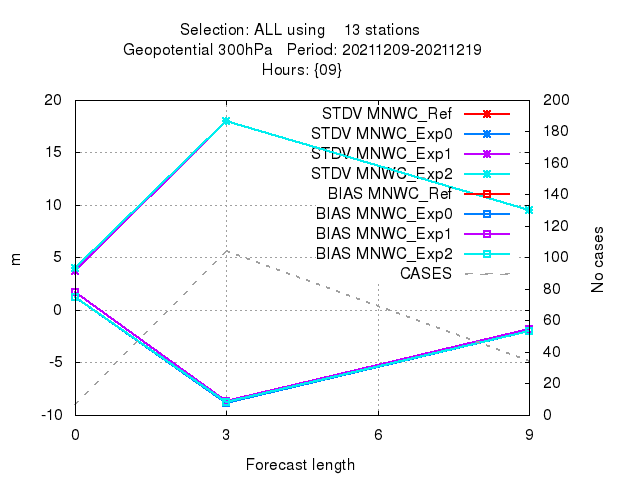 Selection: ALL using 13 stations
Geopotential 300hPa Period: 20211209-20211219
Hours: {09}
20 200
STDV MNWC_Ref
180
STDV MNWC_Exp0
15 160
STDV MNWC_Exp1
STDV MNWC_Exp2
140
BIAS MNWC_Ref
10
BIAS MNWC_Exp0
120
BIAS MNWC_Exp1
BIAS MNWC_Exp2
m 5 100 No cases
CASES
80
0
60
40
-5
20
-10 0
0 3 6 9
Forecast length